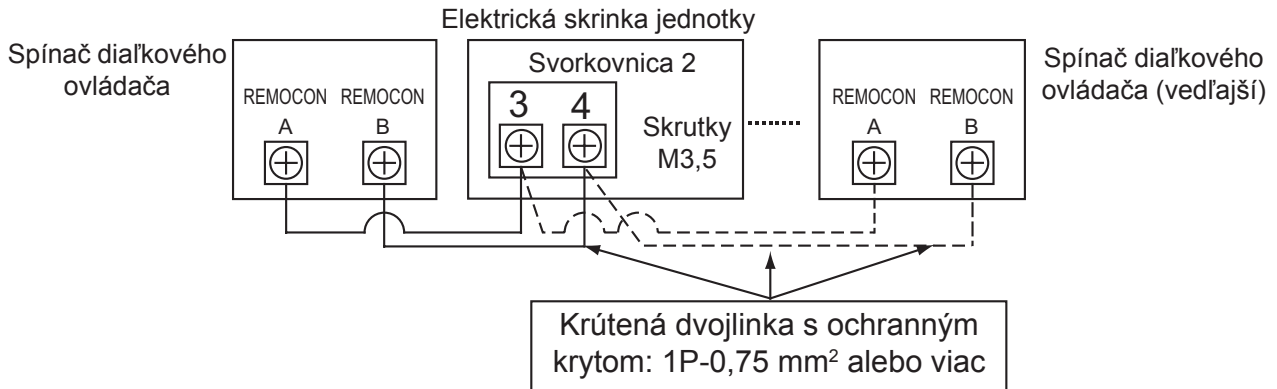 Elektrická skrinka jednotky
Spínač diaľkového
ovládača
REMOCON REMOCON
A B
Svorkovnica 2
3 4
Skrutky
M3,5
Spínač diaľkového
ovládača (vedľajší)
REMOCON REMOCON
A B
Krútená dvojlinka s ochranným
krytom: 1P-0,75 mm² alebo viac